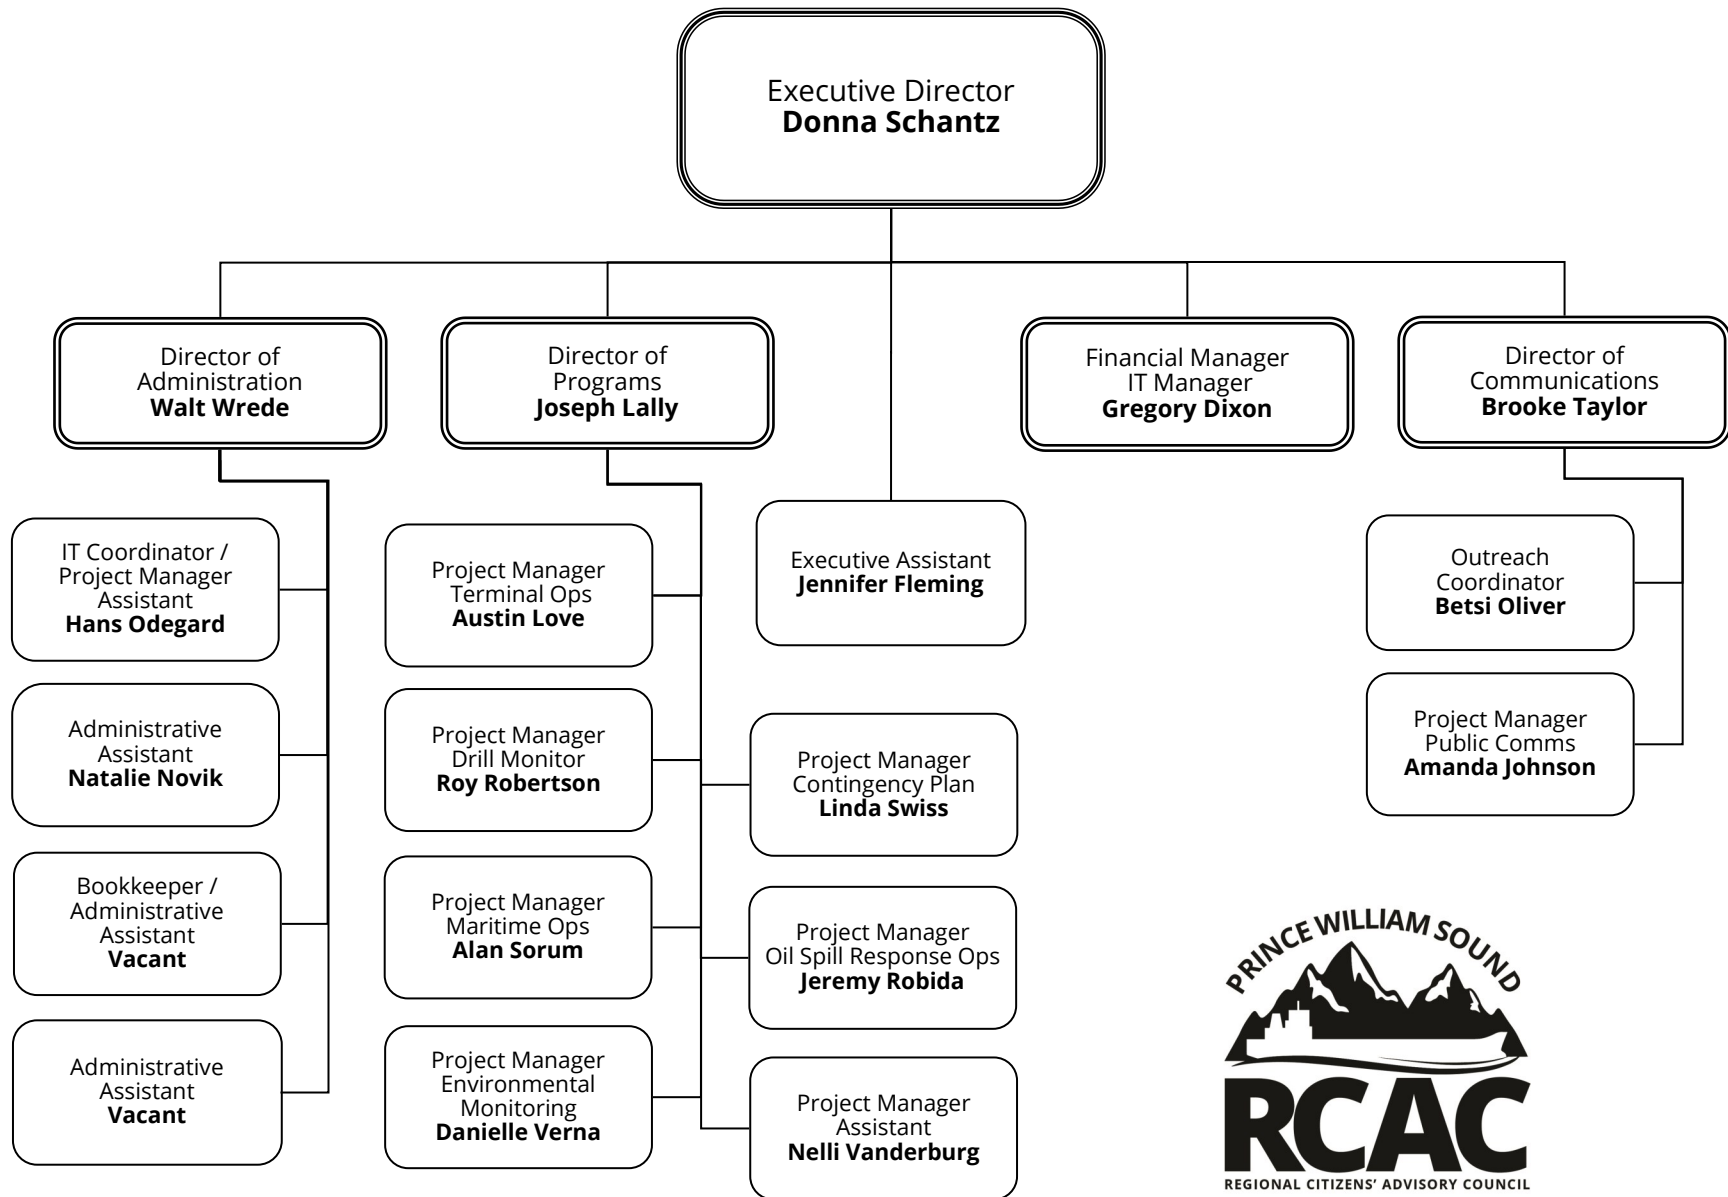 Executive Director
Donna Schantz
Director of
Administration
Walt Wrede
Director of
Programs
Joseph Lally
Financial Manager
IT Manager
Gregory Dixon
Director of
Communications
Brooke Taylor
IT Coordinator /
Project Manager
Assistant
Hans Odegard
Administrative
Assistant
Natalie Novik
Bookkeeper /
Administrative
Assistant
Vacant
Administrative
Assistant
Vacant
Project Manager
Terminal Ops
Austin Love
Project Manager
Drill Monitor
Roy Robertson
Project Manager
Maritime Ops
Alan Sorum
Project Manager
Environmental
Monitoring
Danielle Verna
Executive Assistant
Jennifer Fleming
Project Manager
Contingency Plan
Linda Swiss
Project Manager
Oil Spill Response Ops
Jeremy Robida
Project Manager
Assistant
Nelli Vanderburg
Outreach
Coordinator
Betsi Oliver
Project Manager
Public Comms
Amanda Johnson
PRINCE WILLIAM SOUND
RCAC
REGIONAL CITIZENS' ADVISORY COUNCIL